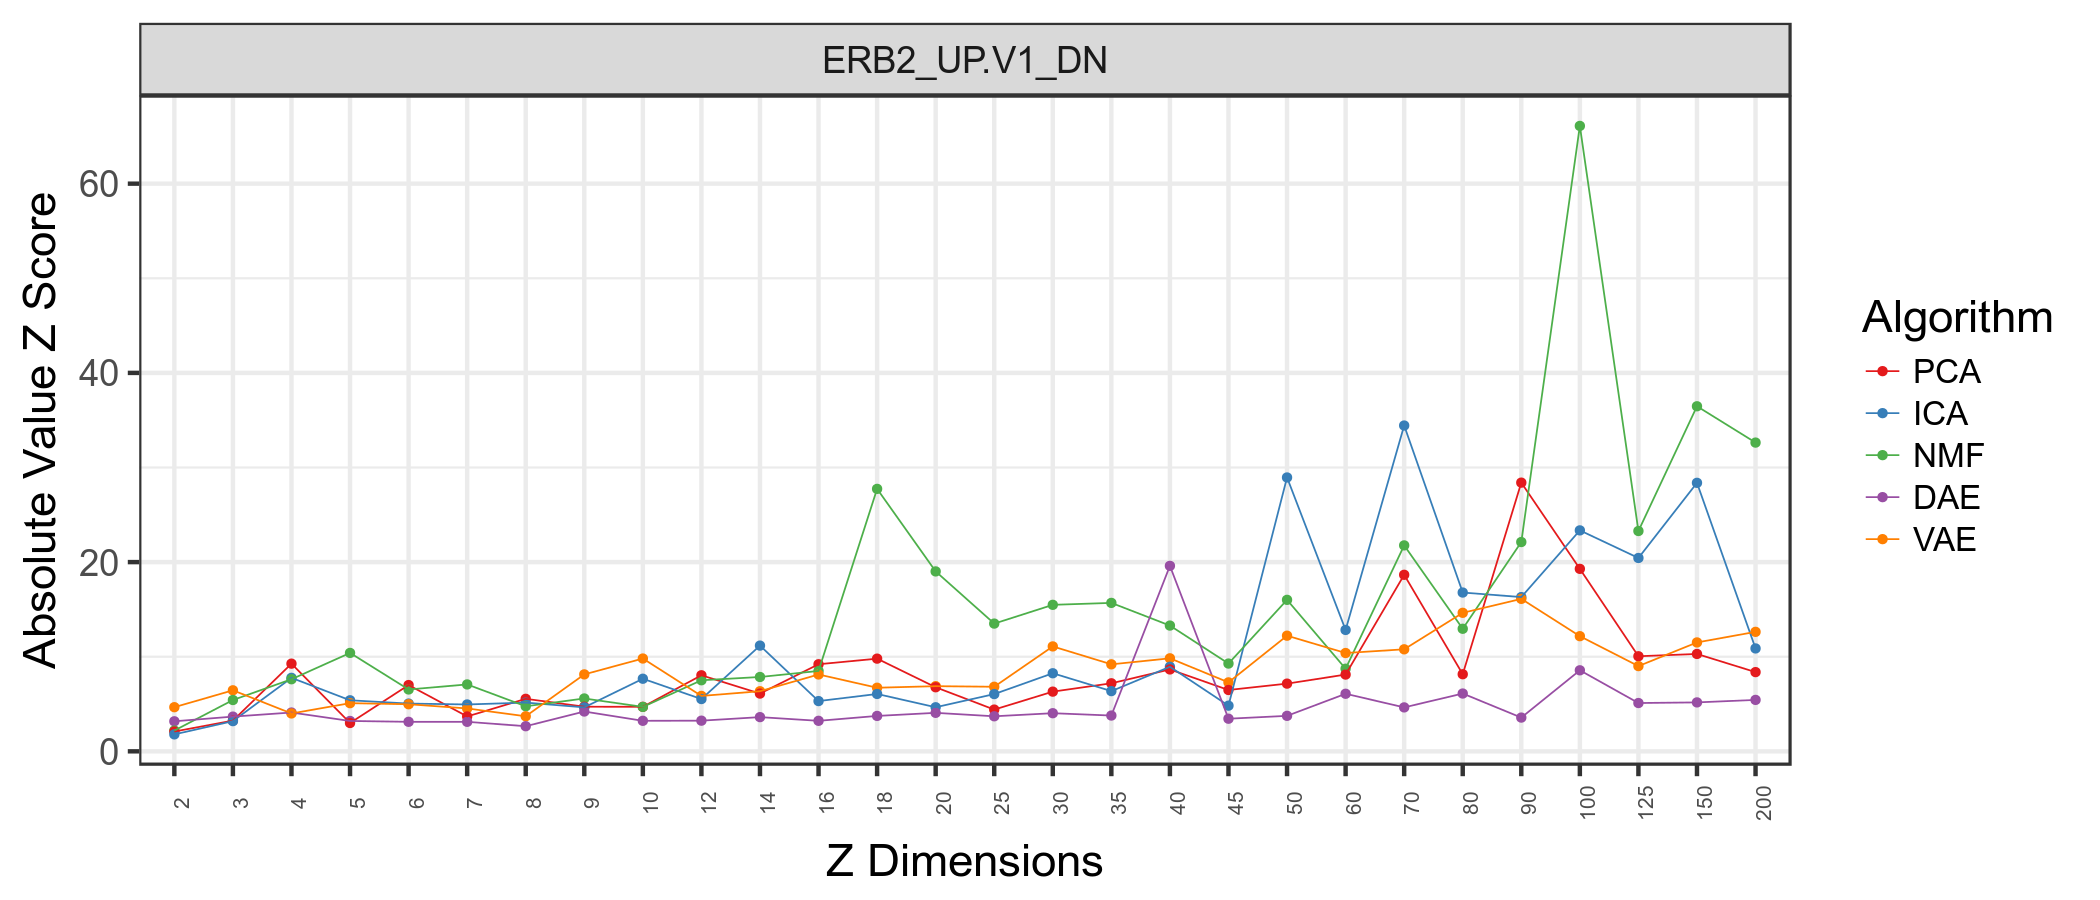 ERB2_UP.V1_DN
Absolute Value Z Score
60
40
20
0
2 3 4 5 6 7 8 9 10 12 14 16 18 20 25 30 35 40 45 50 60 70 80 90 100 125 150 200
Z Dimensions
Algorithm
PCA
ICA
NMF
DAE
VAE